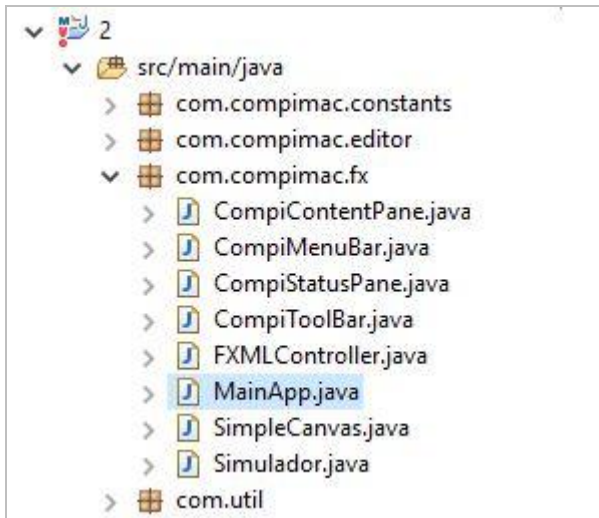 2
src/main/java
com.compimac.constants
com.compimac.editor
com.compimac.fx
CompiContentPane.java
CompiMenuBar.java
CompiStatusPane.java
CompiToolBar.java
FXMLController.java
MainApp.java
SimpleCanvas.java
Simulador.java
com.util